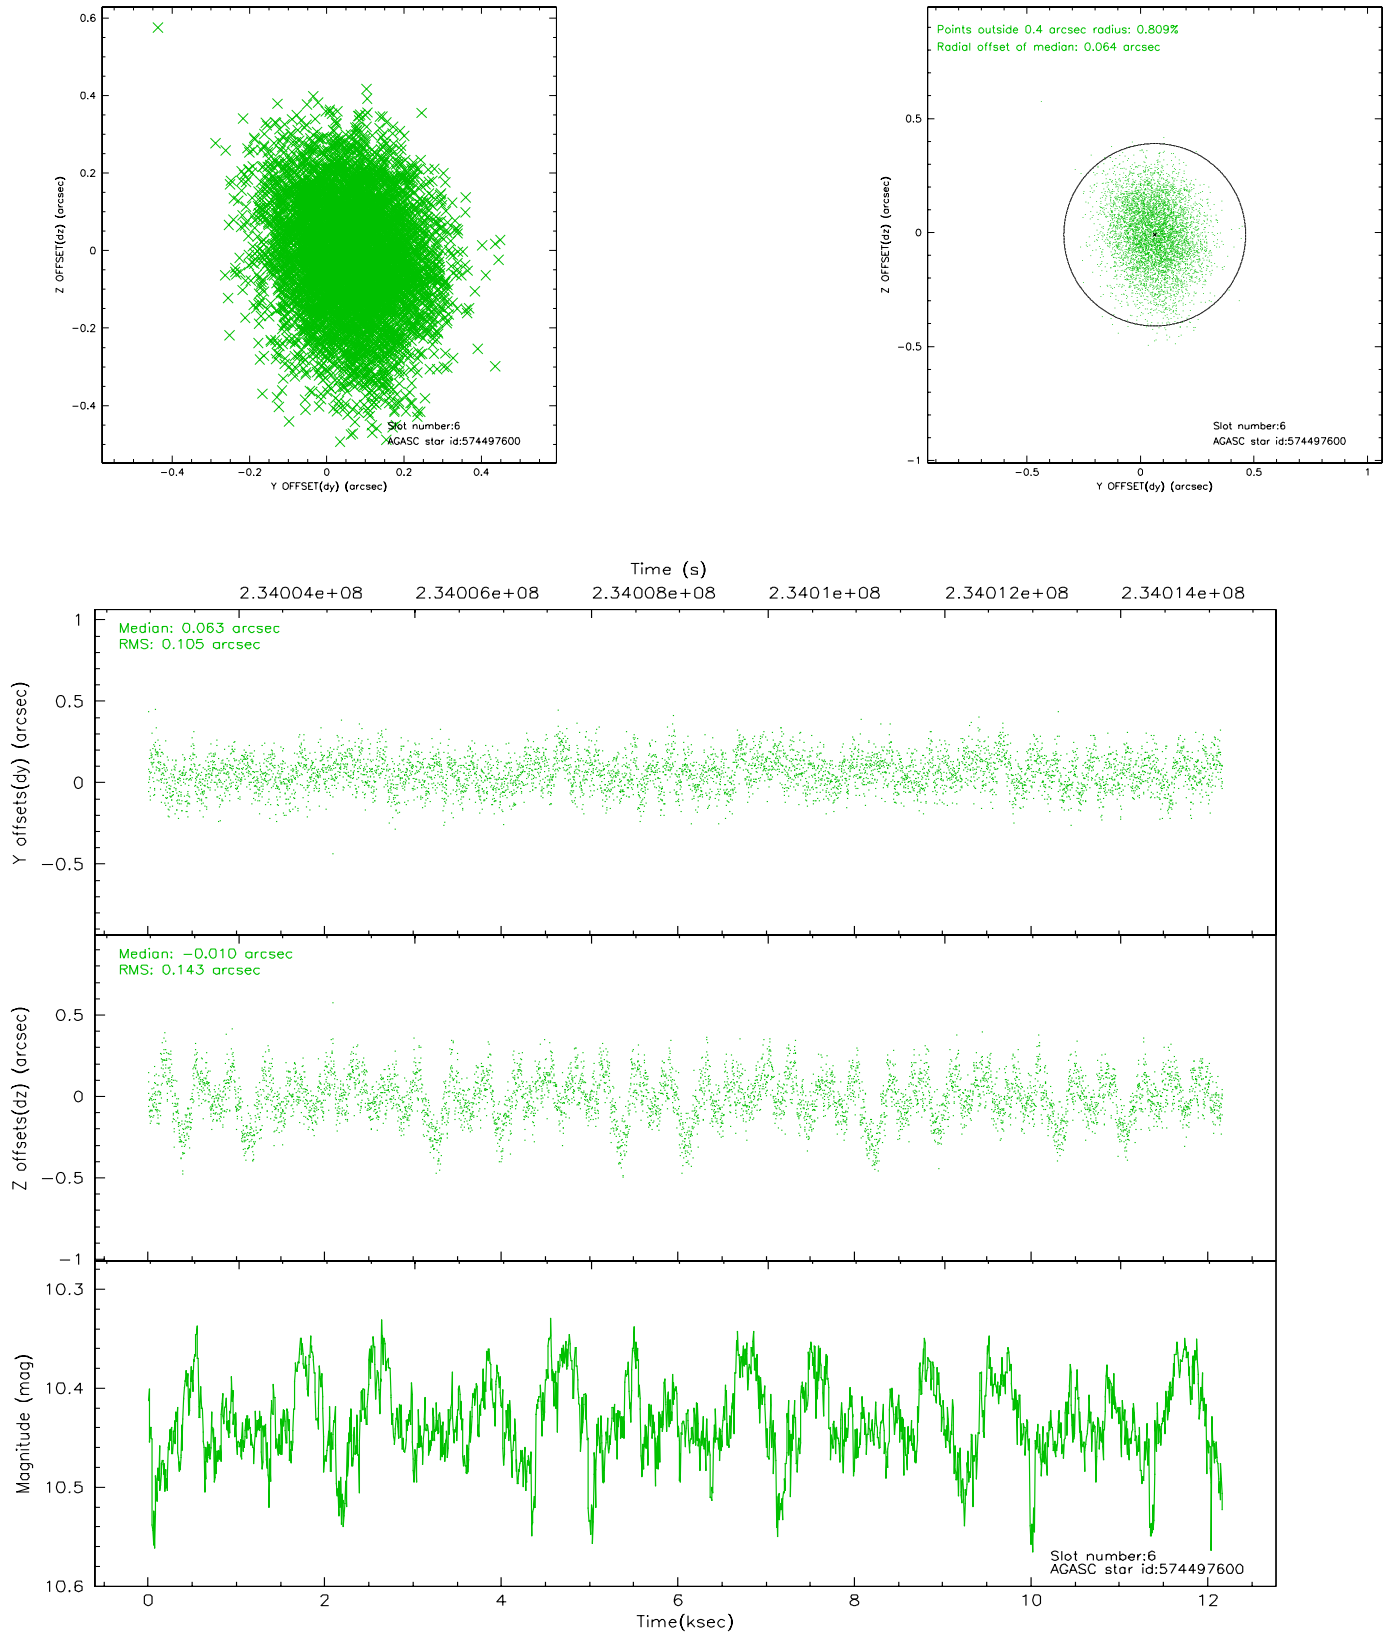 0.6
0.4
0.2
0
−0.2
−0.4
−0.4
−0.2
0
0.2
0.4
Z OFFSET(dz) (arcsec)
Y OFFSET(dy) (arcsec)
Slot number:6
AGASC star id:574497600
Points outside 0.4 arcsec radius: 0.809%
Radial offset of median: 0.064 arcsec
0.5
0
−0.5
−1
−0.5
0
0.5
1
Z OFFSET(dz) (arcsec)
Y OFFSET(dy) (arcsec)
Slot number:6
AGASC star id:574497600
Time (s)
2.34004e+08 2.34006e+08 2.34008e+08 2.3401e+08 2.34012e+08 2.34014e+08
Median: 0.063 arcsec
RMS: 0.105 arcsec
1
0.5
0
−0.5
Y offsets(dy) (arcsec)
Median: −0.010 arcsec
RMS: 0.143 arcsec
0.5
0
−0.5
−1
Z offsets(dz) (arcsec)
10.3
10.4
10.5
10.6
Magnitude (mag)
Slot number:6
AGASC star id:574497600
0 2 4 6 8 10 12
Time(ksec)